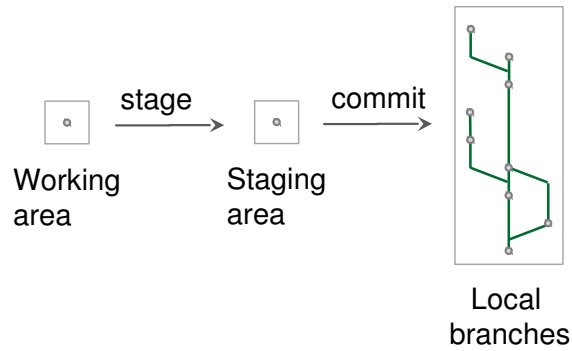 stage
commit
Working
area
Staging
area
Local
branches